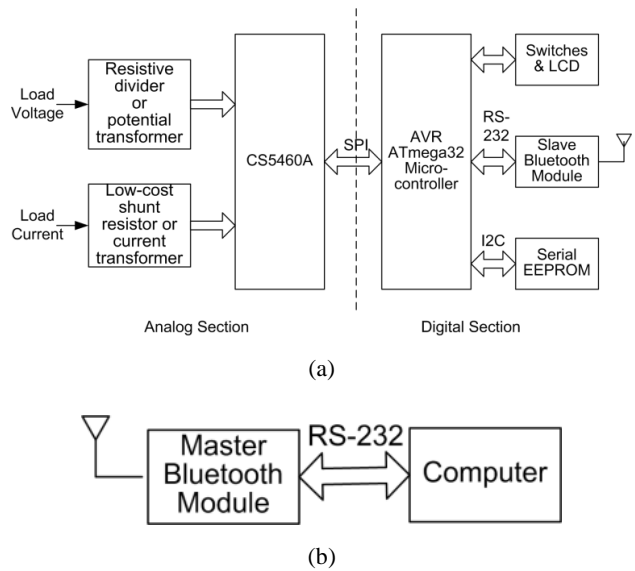 Load
Voltage
Resistive
divider
or
potential
transformer
Load
Current
Low-cost
shunt
resistor or
current
transformer
CS5460A
SPI
AVR
ATmega32
Micro-
controller
Switches
& LCD
RS-
232
Slave
Bluetooth
Module
I2C
Serial
EEPROM
Analog Section
Digital Section
(a)
Master
Bluetooth
Module
RS-232
Computer
(b)